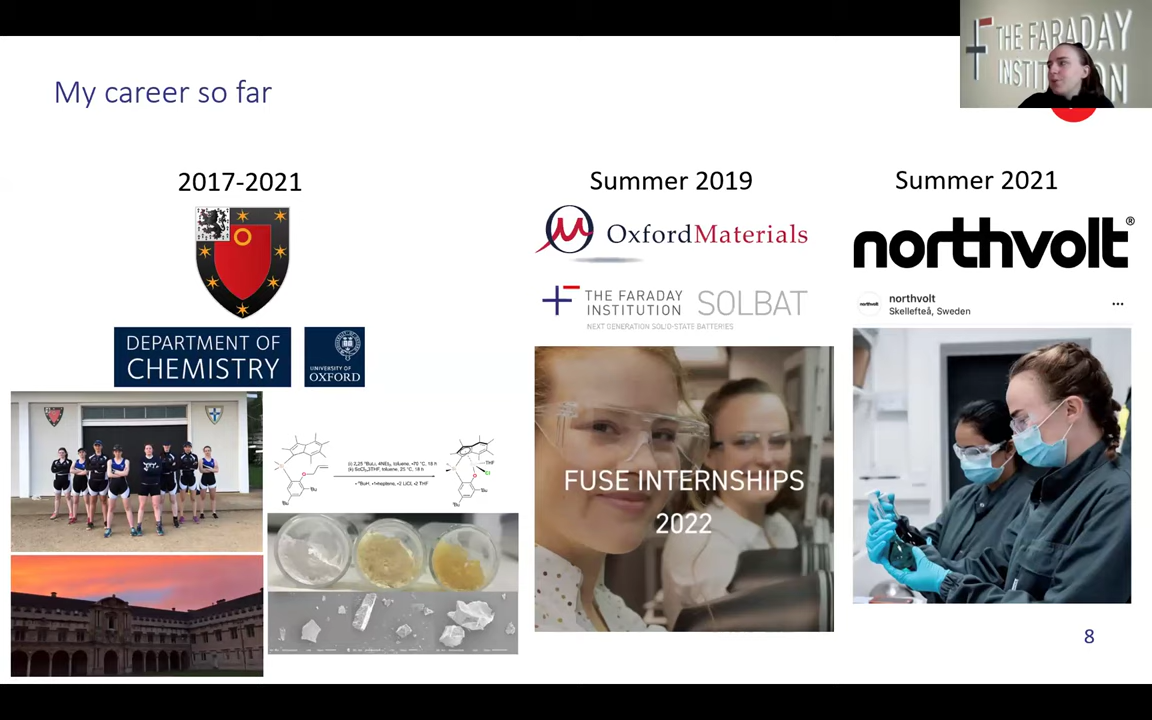 My career so far
THE FARADAY
INSTITUTION
2017-2021
DEPARTMENT OF
CHEMISTRY
UNIVERSITY OF
OXFORD
Summer 2019
OxfordMaterials
THE FARADAY
INSTITUTION
SOLBAT
NEXT GENERATION SOLID-STATE BATTERIES
FUSE INTERNSHIPS
2022
Summer 2021
northvolt®
northvolt
northvolt
Skellefteå, Sweden
8